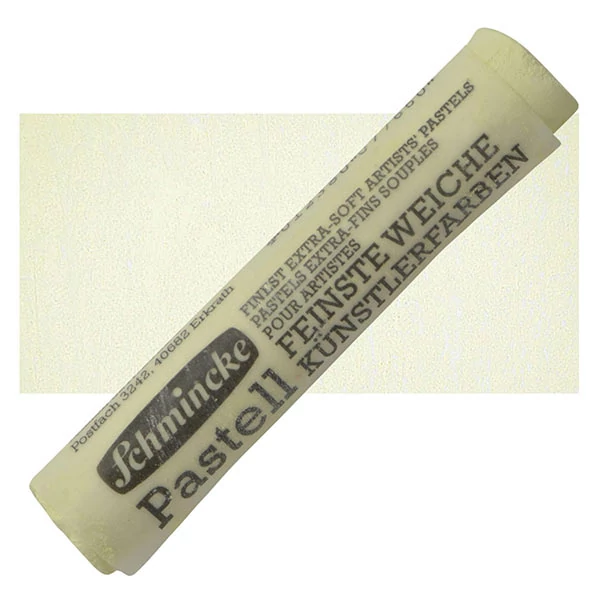 FINEST EXTRA-SOFT ARTISTS' PASTELS
PASTELS EXTRA-FINS SOUPLES
POUR ARTISTES
FEINSTE WEICHE
KÜNSTLERFARBEN
Postfach 3242, 40682 Erkrath
Schmincke
Pastell